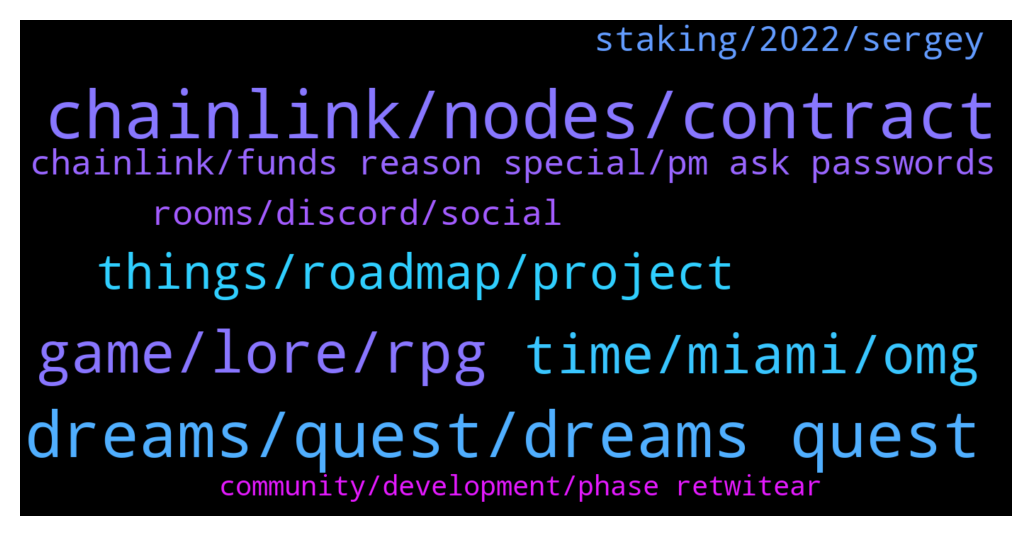 staking/2022/sergey
chainlink/nodes/contract
chainlink/funds reason special/pm ask passwords
rooms/discord/social
things/roadmap/project
game/lore/rpg
time/miami/omg
dreams/quest/dreams quest
community/development/phase retwitear